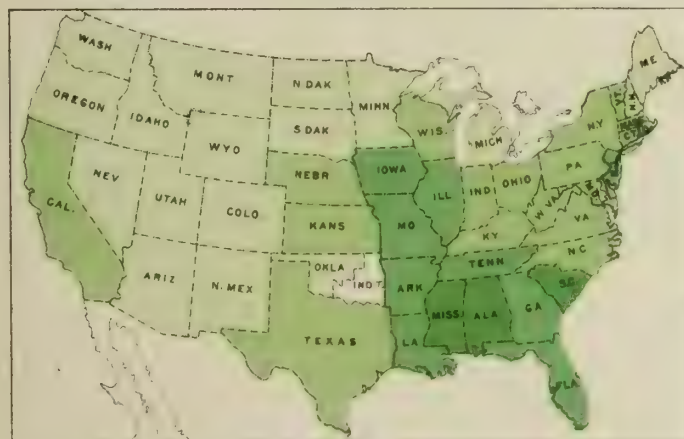 WASH
MONT
N DAK
MINN
ME
OREGON
IDAHO
S DAK
WIS.
MICH
N.Y
WYO
IOWA
PA
NEBR
NEV
UTAH
COLO
ILL
IND
OHIO
W VA
VA
CAL.
KANS
MO
KY
N C
TENN
ARIZ
N. MEX
OKLA
IND T.
ARK
S.C.
TEXAS
MISS
ALA
GA
LA
FLA